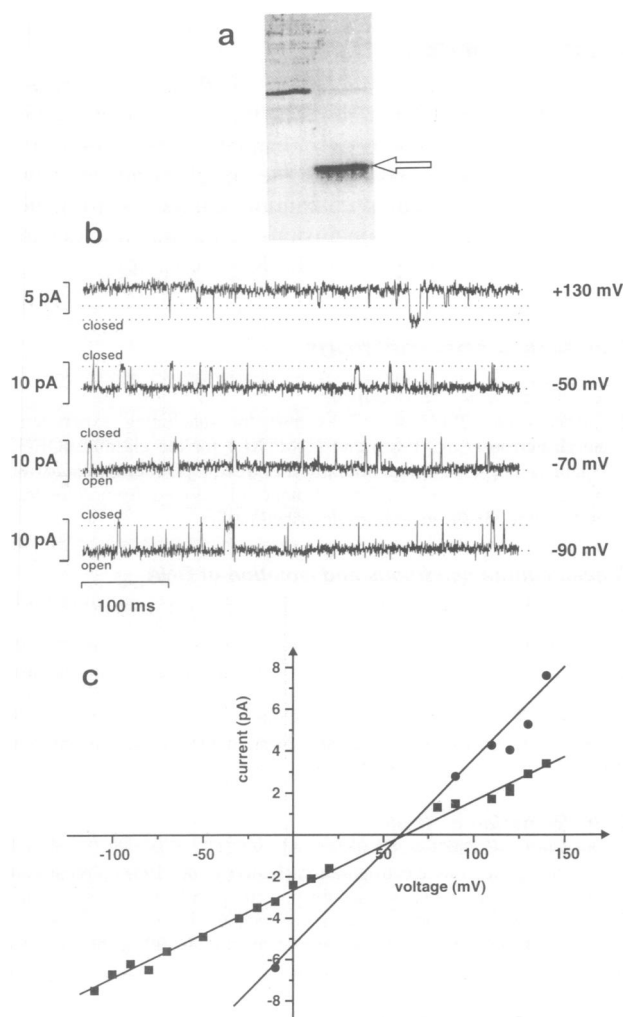 a
b
5 pA
closed
+130 mV
closed
10 pA
-50 mV
closed
10 pA
open
-70 mV
closed
10 pA
open
-90 mV
100 ms
c
current (pA)
8
6
4
2
-100
-50
50
100
150
voltage (mV)
-2
-4
-6
-8